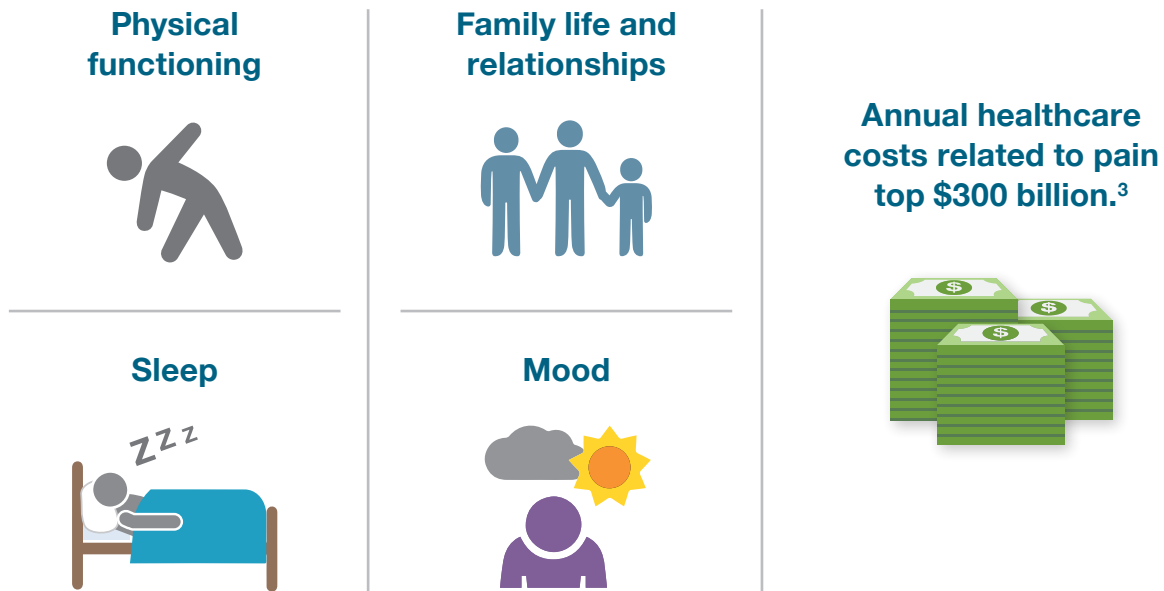 Physical
functioning
Family life and
relationships
Annual healthcare
costs related to pain
top $300 billion.³
Sleep
Mood
z z z
$
$
$